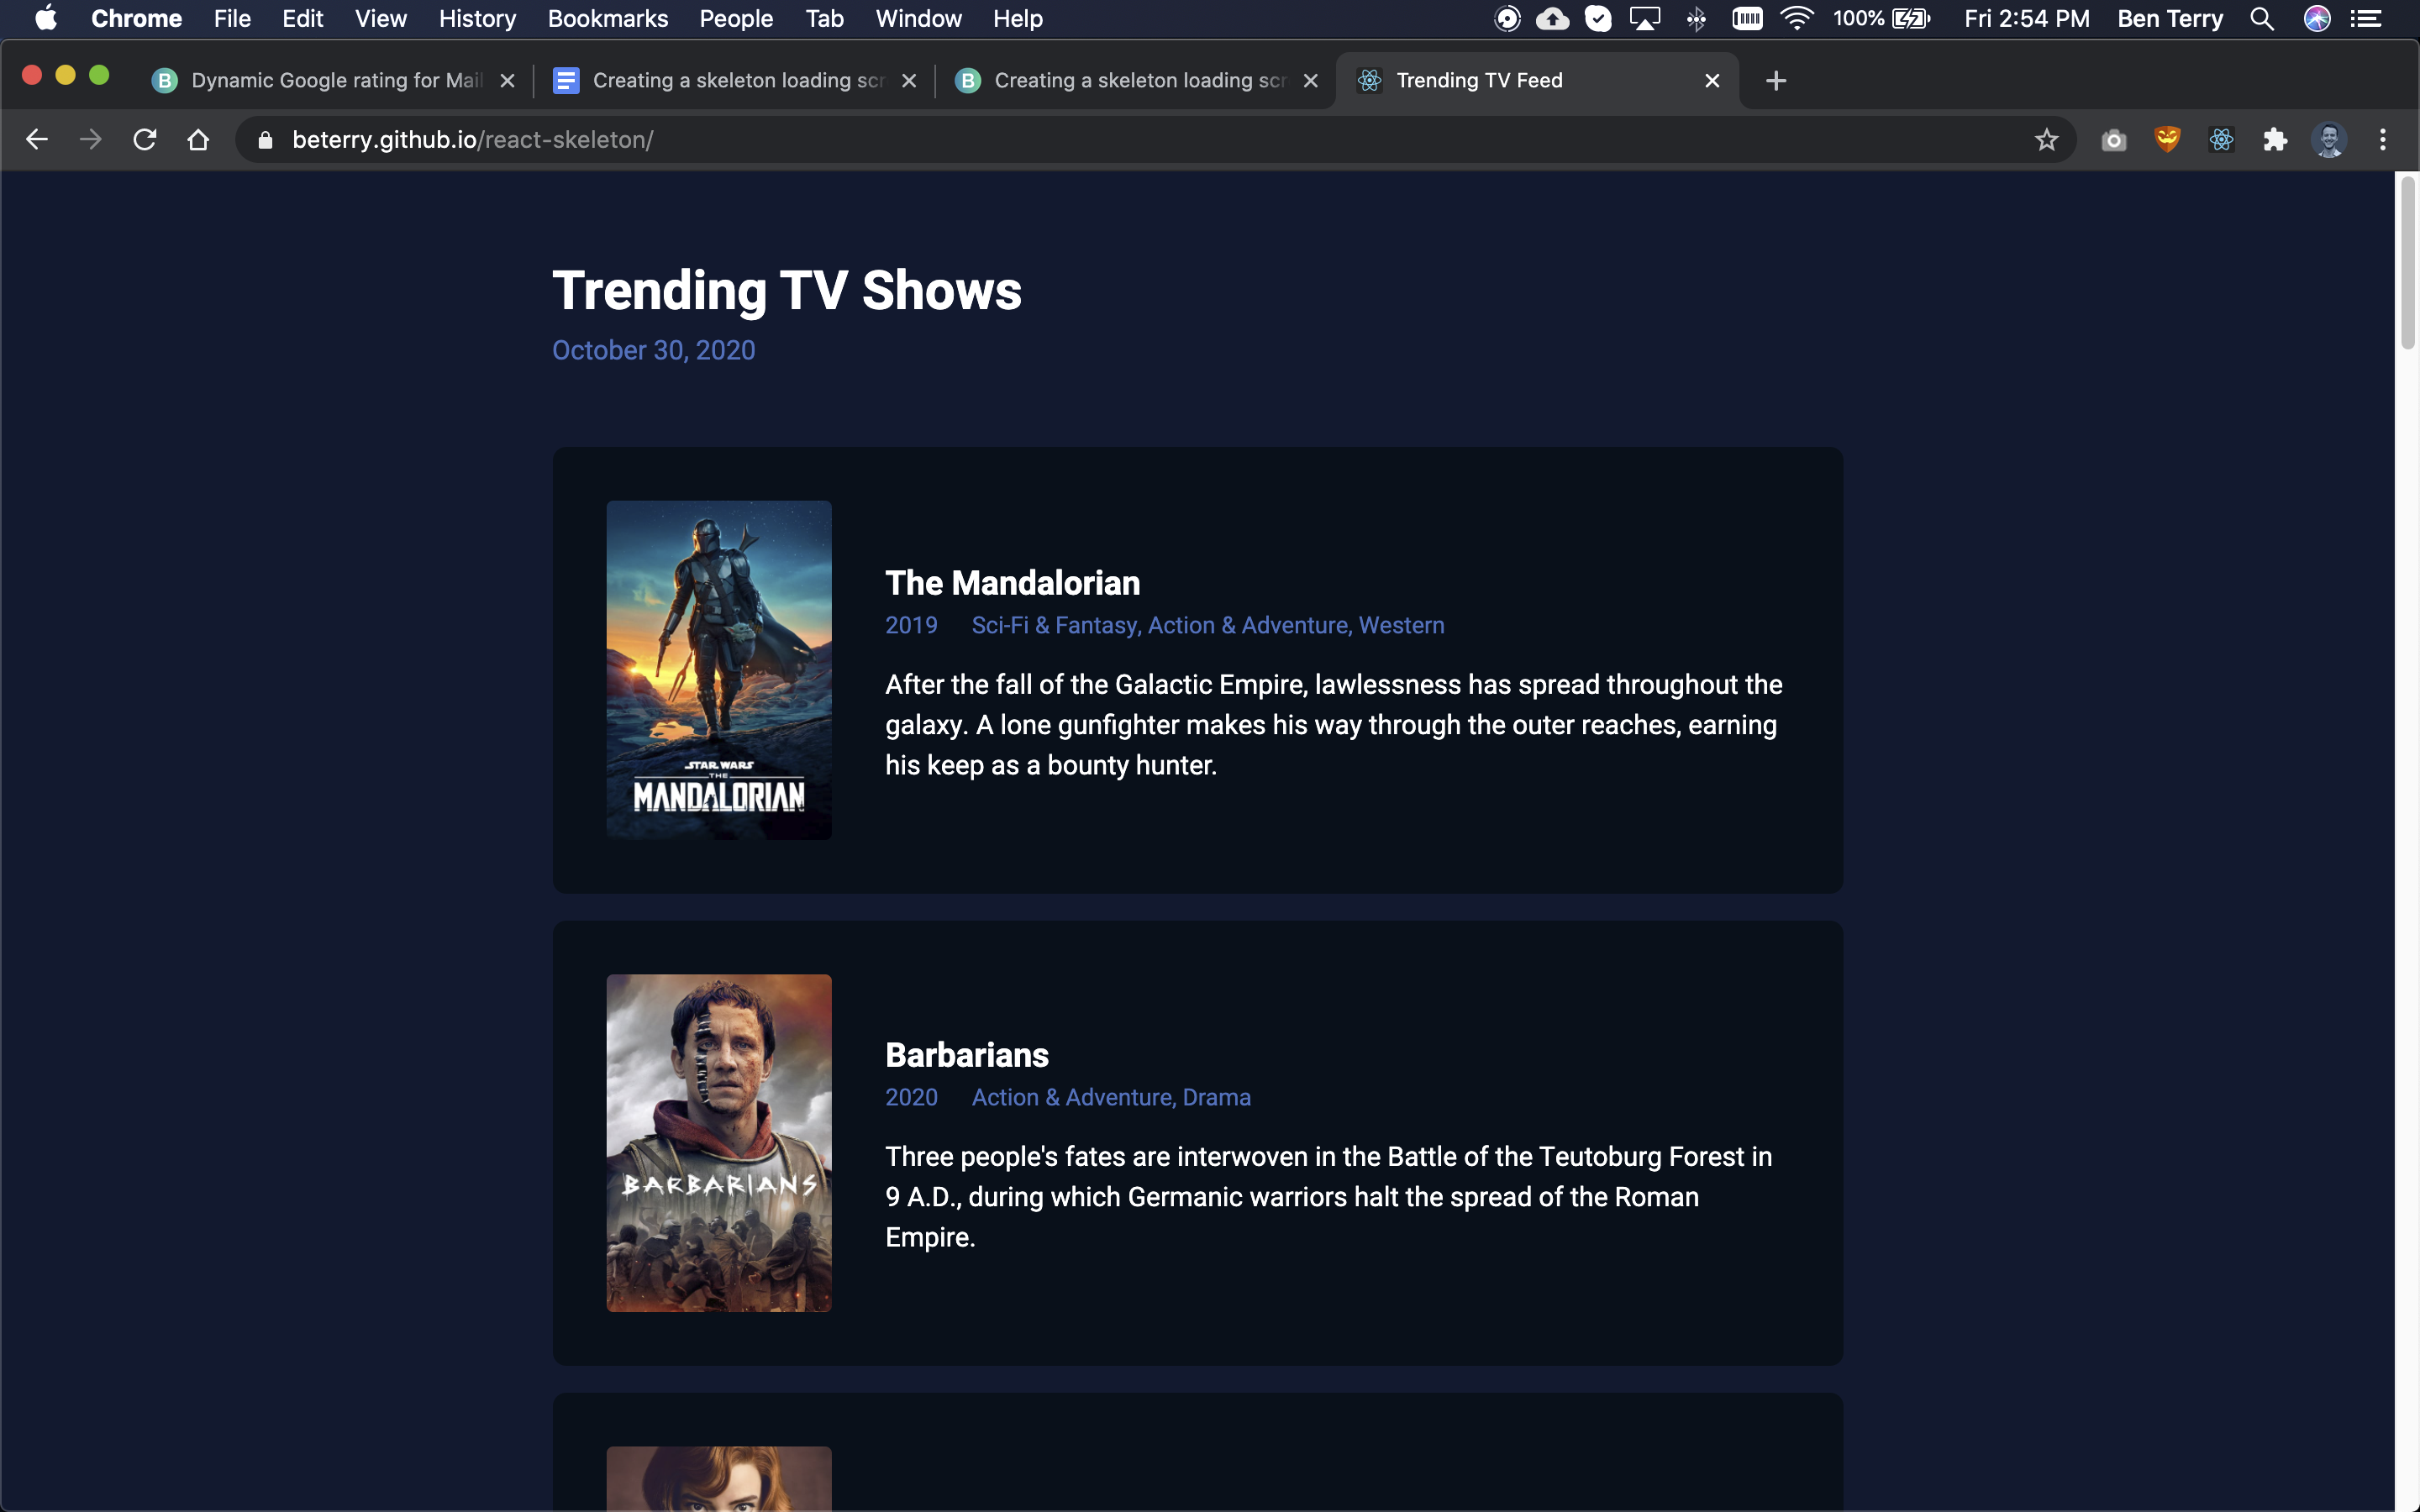 Chrome File Edit View History Bookmarks People Tab Window Help 100% Fri 2:54 PM Ben Terry
B Dynamic Google rating for Mail Creating a skeleton loading scr B Creating a skeleton loading scr Trending TV Feed
beterry.github.io/react-skeleton/
Trending TV Shows
October 30, 2020
STAR WARS
THE
MANDALORIAN
The Mandalorian
2019 Sci-Fi & Fantasy, Action & Adventure, Western
After the fall of the Galactic Empire, lawlessness has spread throughout the
galaxy. A lone gunfighter makes his way through the outer reaches, earning
his keep as a bounty hunter.
BARBARIANS
Barbarians
2020 Action & Adventure, Drama
Three people's fates are interwoven in the Battle of the Teutoburg Forest in
9 A.D., during which Germanic warriors halt the spread of the Roman
Empire.